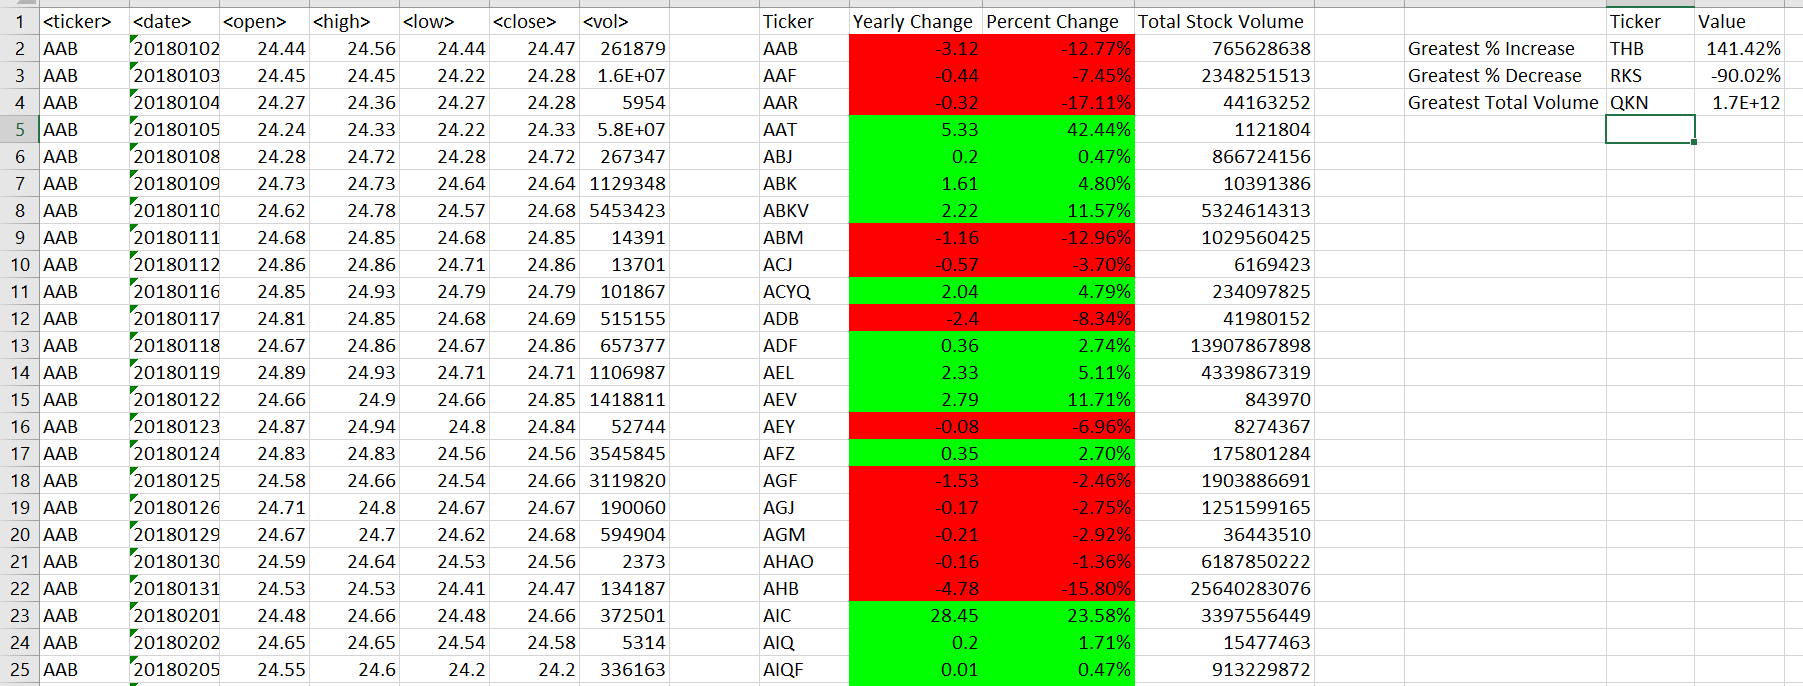 1 <ticker> <date> <open> <high> <low> <close> <vol> Ticker Yearly Change Percent Change Total Stock Volume Ticker Value
2 AAB 20180102 24.44 24.56 24.44 24.47 261879 AAB -3.12 -12.77% 765628638 Greatest % Increase THB 141.42%
3 AAB 20180103 24.45 24.45 24.22 24.28 1.6E+07 AAF -0.44 -7.45% 2348251513 Greatest % Decrease RKS -90.02%
4 AAB 20180104 24.27 24.36 24.27 24.28 5954 AAR -0.32 -17.11% 44163252 Greatest Total Volume QKN 1.7E+12
5 AAB 20180105 24.24 24.33 24.22 24.33 5.8E+07 AAT 5.33 42.44% 1121804
6 AAB 20180108 24.28 24.72 24.28 24.72 267347 ABJ 0.2 0.47% 866724156
7 AAB 20180109 24.73 24.73 24.64 24.64 1129348 ABK 1.61 4.80% 10391386
8 AAB 20180110 24.62 24.78 24.57 24.68 5453423 ABKV 2.22 11.57% 5324614313
9 AAB 20180111 24.68 24.85 24.68 24.85 14391 ABM -1.16 -12.96% 1029560425
10 AAB 20180112 24.86 24.86 24.71 24.86 13701 ACJ -0.57 -3.70% 6169423
11 AAB 20180116 24.85 24.93 24.79 24.79 101867 ACYQ 2.04 4.79% 234097825
12 AAB 20180117 24.81 24.85 24.68 24.69 515155 ADB -2.4 -8.34% 41980152
13 AAB 20180118 24.67 24.86 24.67 24.86 657377 ADF 0.36 2.74% 13907867898
14 AAB 20180119 24.89 24.93 24.71 24.71 1106987 AEL 2.33 5.11% 4339867319
15 AAB 20180122 24.66 24.9 24.66 24.85 1418811 AEV 2.79 11.71% 843970
16 AAB 20180123 24.87 24.94 24.8 24.84 52744 AEY -0.08 -6.96% 8274367
17 AAB 20180124 24.83 24.83 24.56 24.56 3545845 AFZ 0.35 2.70% 175801284
18 AAB 20180125 24.58 24.66 24.54 24.66 3119820 AGF -1.53 -2.46% 1903886691
19 AAB 20180126 24.71 24.8 24.67 24.67 190060 AGJ -0.17 -2.75% 1251599165
20 AAB 20180129 24.67 24.7 24.62 24.68 594904 AGM -0.21 -2.92% 36443510
21 AAB 20180130 24.59 24.64 24.53 24.56 2373 AHAO -0.16 -1.36% 6187850222
22 AAB 20180131 24.53 24.53 24.41 24.47 134187 AHB -4.78 -15.80% 25640283076
23 AAB 20180201 24.48 24.66 24.48 24.66 372501 AIC 28.45 23.58% 3397556449
24 AAB 20180202 24.65 24.65 24.54 24.58 5314 AIQ 0.2 1.71% 15477463
25 AAB 20180205 24.55 24.6 24.2 24.2 336163 AIQF 0.01 0.47% 913229872